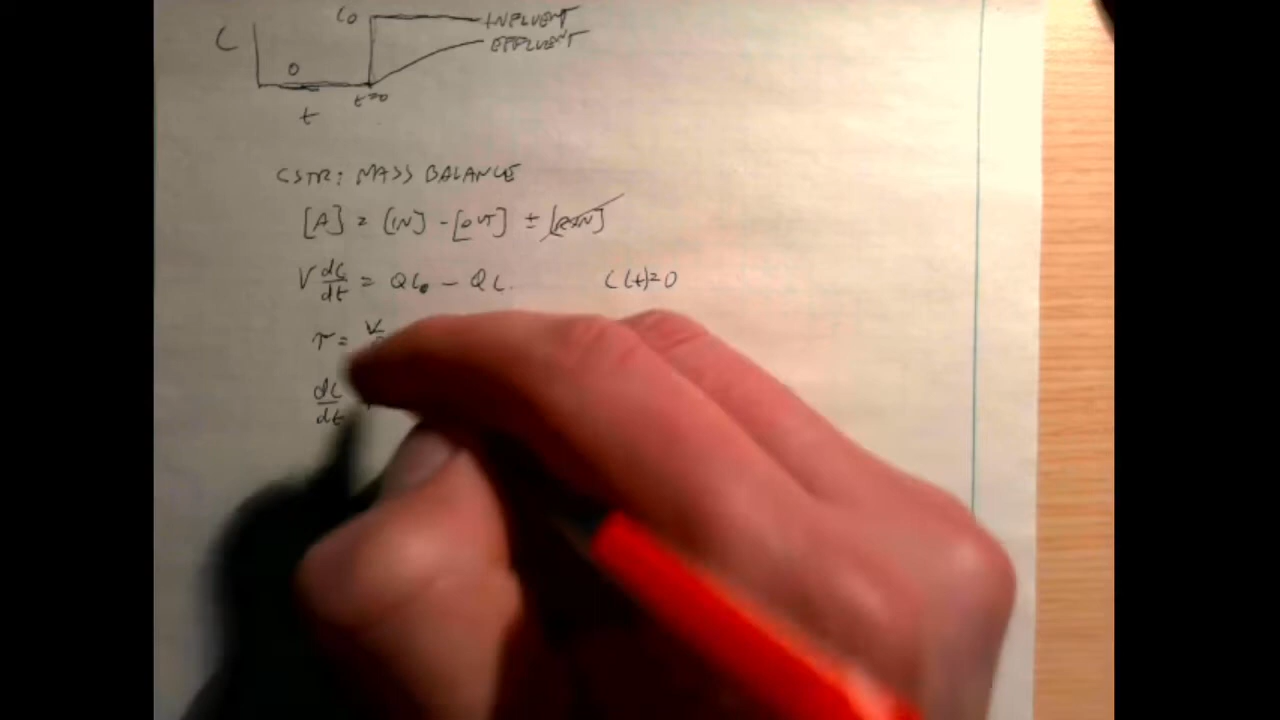 C₀
INFLUENT
C
EFFLUENT
0
t=0
t
CSTR: MASS BALANCE
[A] = [IN] - [OUT] ± [RXN]
V dC/dt = QC₀ - QC. C(t)=0
τ = V
dC/dt